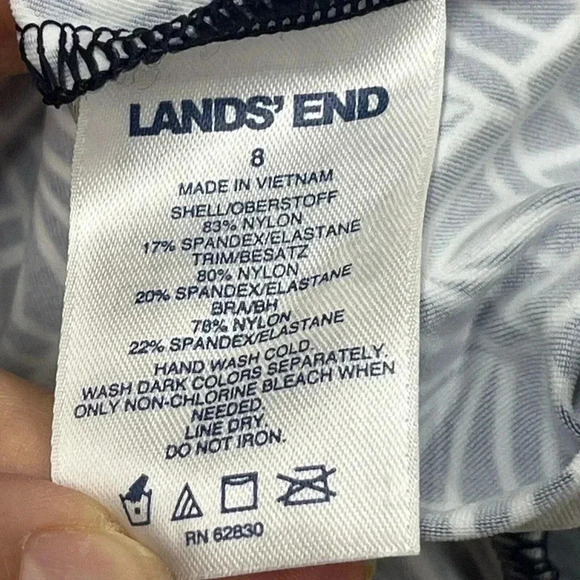 LANDS' END
8
MADE IN VIETNAM
SHELL/OBERSTOFF
83% NYLON
17% SPANDEX/ELASTANE
TRIM/BESATZ
80% NYLON
20% SPANDEX/ELASTANE
BRA/BH
78% NYLON
22% SPANDEX/ELASTANE
HAND WASH COLD.
WASH DARK COLORS SEPARATELY.
ONLY NON-CHLORINE BLEACH WHEN
NEEDED.
LINE DRY.
DO NOT IRON.
RN 62830